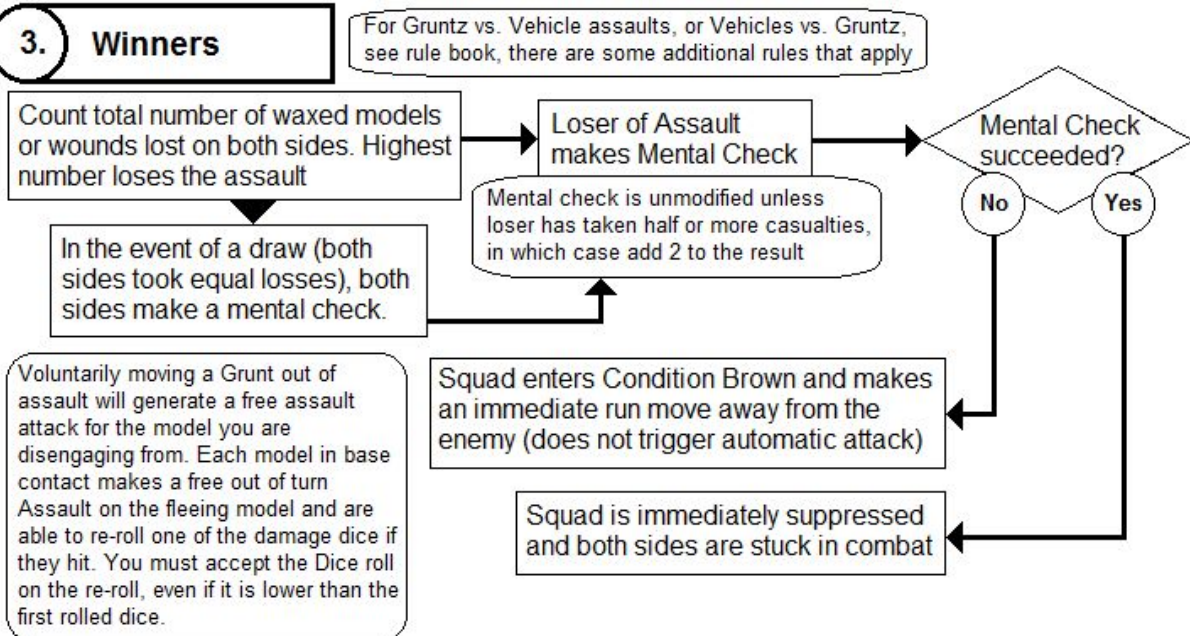 3. Winners
For Gruntz vs. Vehicle assaults, or Vehicles vs. Gruntz,
see rule book, there are some additional rules that apply
Count total number of waxed models
or wounds lost on both sides. Highest
number loses the assault
Loser of Assault
makes Mental Check
Mental Check
succeeded?
No
Yes
Mental check is unmodified unless
loser has taken half or more casualties,
in which case add 2 to the result
In the event of a draw (both
sides took equal losses), both
sides make a mental check.
Voluntarily moving a Grunt out of
assault will generate a free assault
attack for the model you are
disengaging from. Each model in base
contact makes a free out of turn
Assault on the fleeing model and are
able to re-roll one of the damage dice if
they hit. You must accept the Dice roll
on the re-roll, even if it is lower than the
first rolled dice.
Squad enters Condition Brown and makes
an immediate run move away from the
enemy (does not trigger automatic attack)
Squad is immediately suppressed
and both sides are stuck in combat